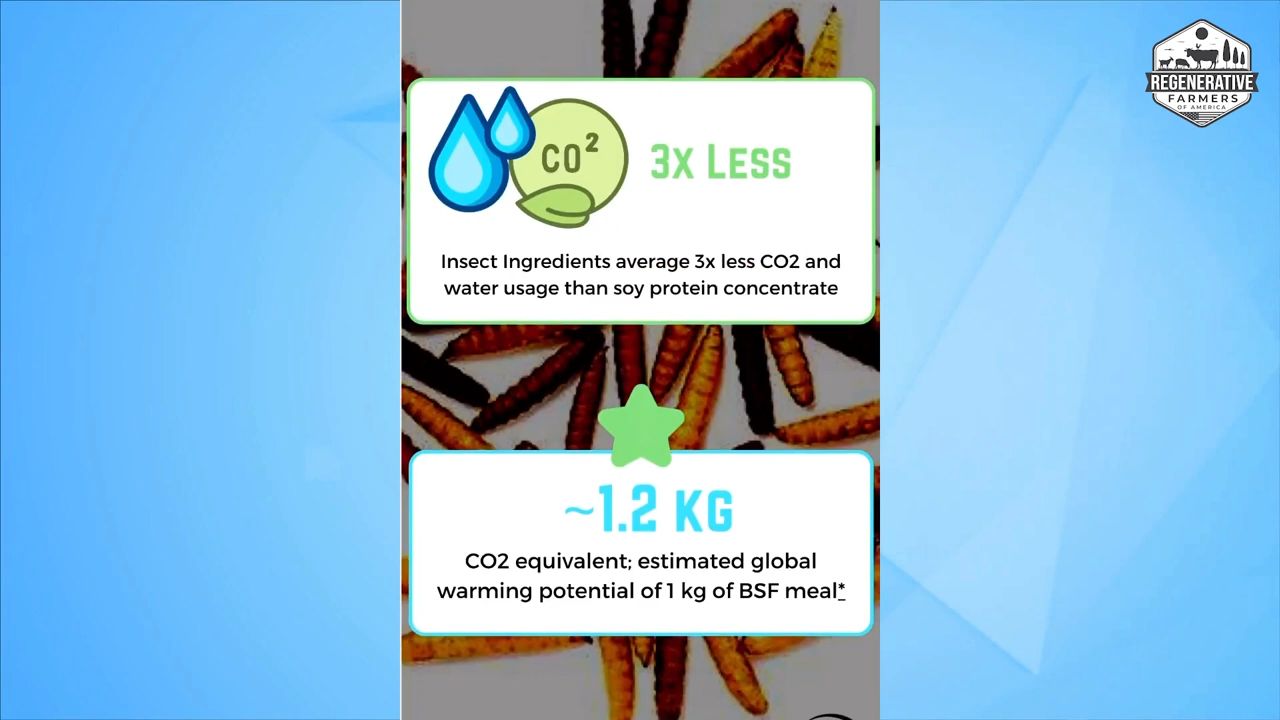 REGENERATIVE
FARMERS
OF AMERICA
CO²
3x Less
Insect Ingredients average 3x less CO2 and
water usage than soy protein concentrate
~1.2 KG
CO2 equivalent; estimated global
warming potential of 1 kg of BSF meal*